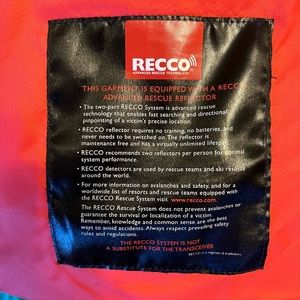 RECCO
ADVANCED RESCUE TECHNOLOGY
THIS GARMENT IS EQUIPPED WITH A RECCO
ADVANCED RESCUE REFLECTOR
• The two-part RECCO System is advanced rescue
technology that enables fast searching and directional
pinpointing of a victim's precise location.
• RECCO reflector requires no training, no batteries, and
never needs to be switched on. The reflector is
maintenance free and has a virtually unlimited lifespan.
• RECCO recommends two reflectors per person for optimal
system performance.
• RECCO detectors are used by rescue teams and ski resorts
around the world.
• For more information on avalanches and safety, and for a
worldwide list of resorts and rescue teams equipped with
the RECCO Rescue System visit www.recco.com.
The RECCO Rescue System does not prevent avalanches or
guarantee the survival or localization of a victim.
Remember, knowledge and common sense are the best
ways to avoid accidents. Always respect prevailing safety
rules and regulations.
THE RECCO SYSTEM IS NOT
A SUBSTITUTE FOR THE TRANSCEIVER
RECCO is a registered trademark